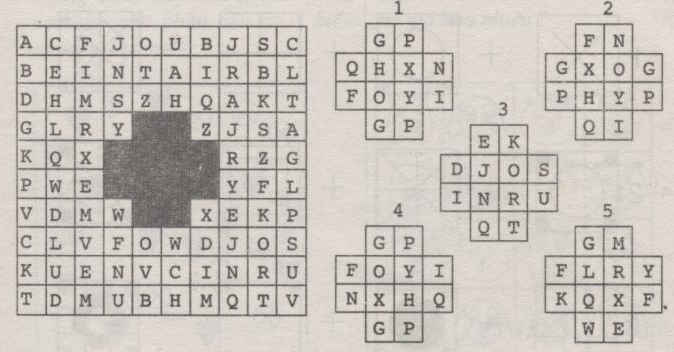 A C F J O U B J S C
B E I N T A I R B L
D H M S Z H Q A K T
G L R Y Z J S A
K Q X R Z G
P W E Y F L
V D M W X E K P
C L V F O W D J O S
K U E N V C I N R U
T D M U B H M Q T V
1
G P
Q H X N
F O Y I
G P
2
F N
G X O G
P H Y P
Q I
3
E K
D J O S
I N R U
Q T
4
G P
F O Y I
N X H Q
G P
5
G M
F L R Y
K Q X F.
W E